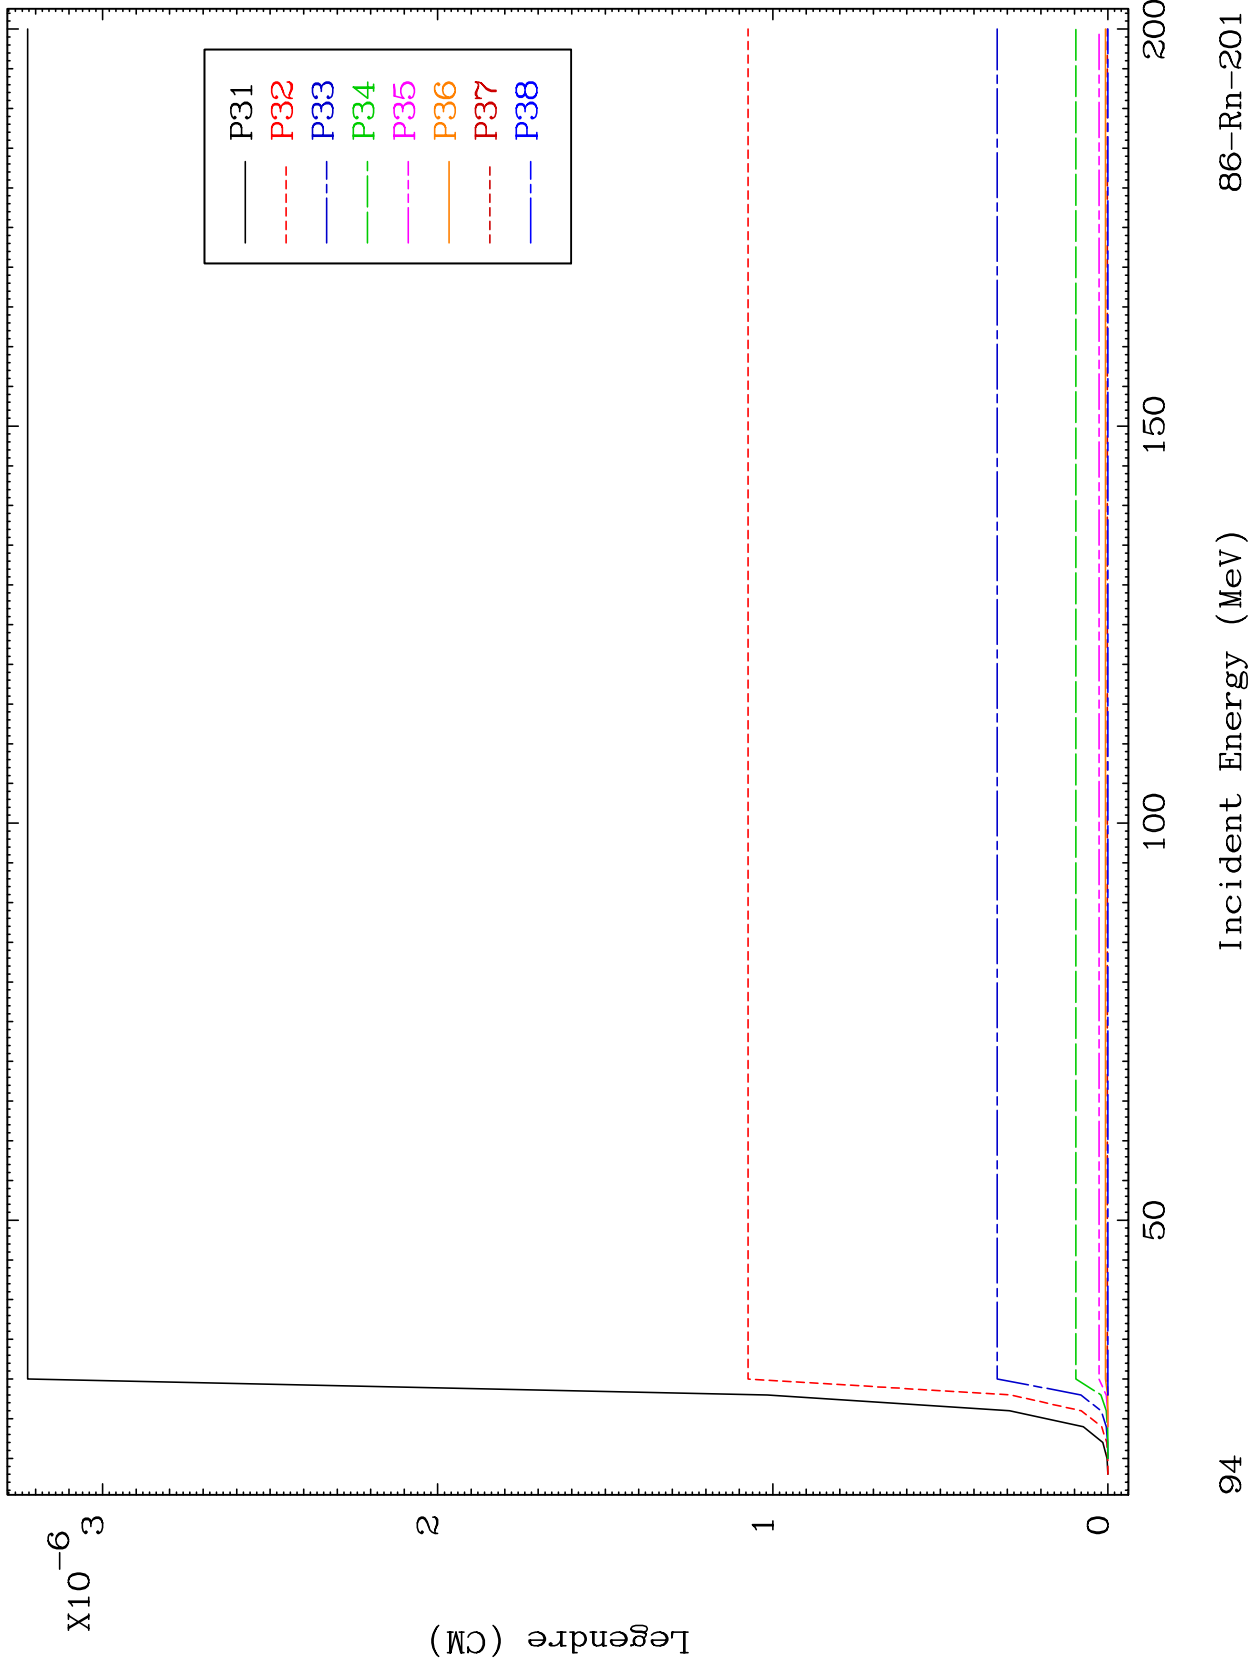 X10-6
3
2
1
0
Legendre (CM)
P31
P32
P33
P34
P35
P36
P37
P38
50
100
150
200
Incident Energy (MeV)
94
86-Rn-201